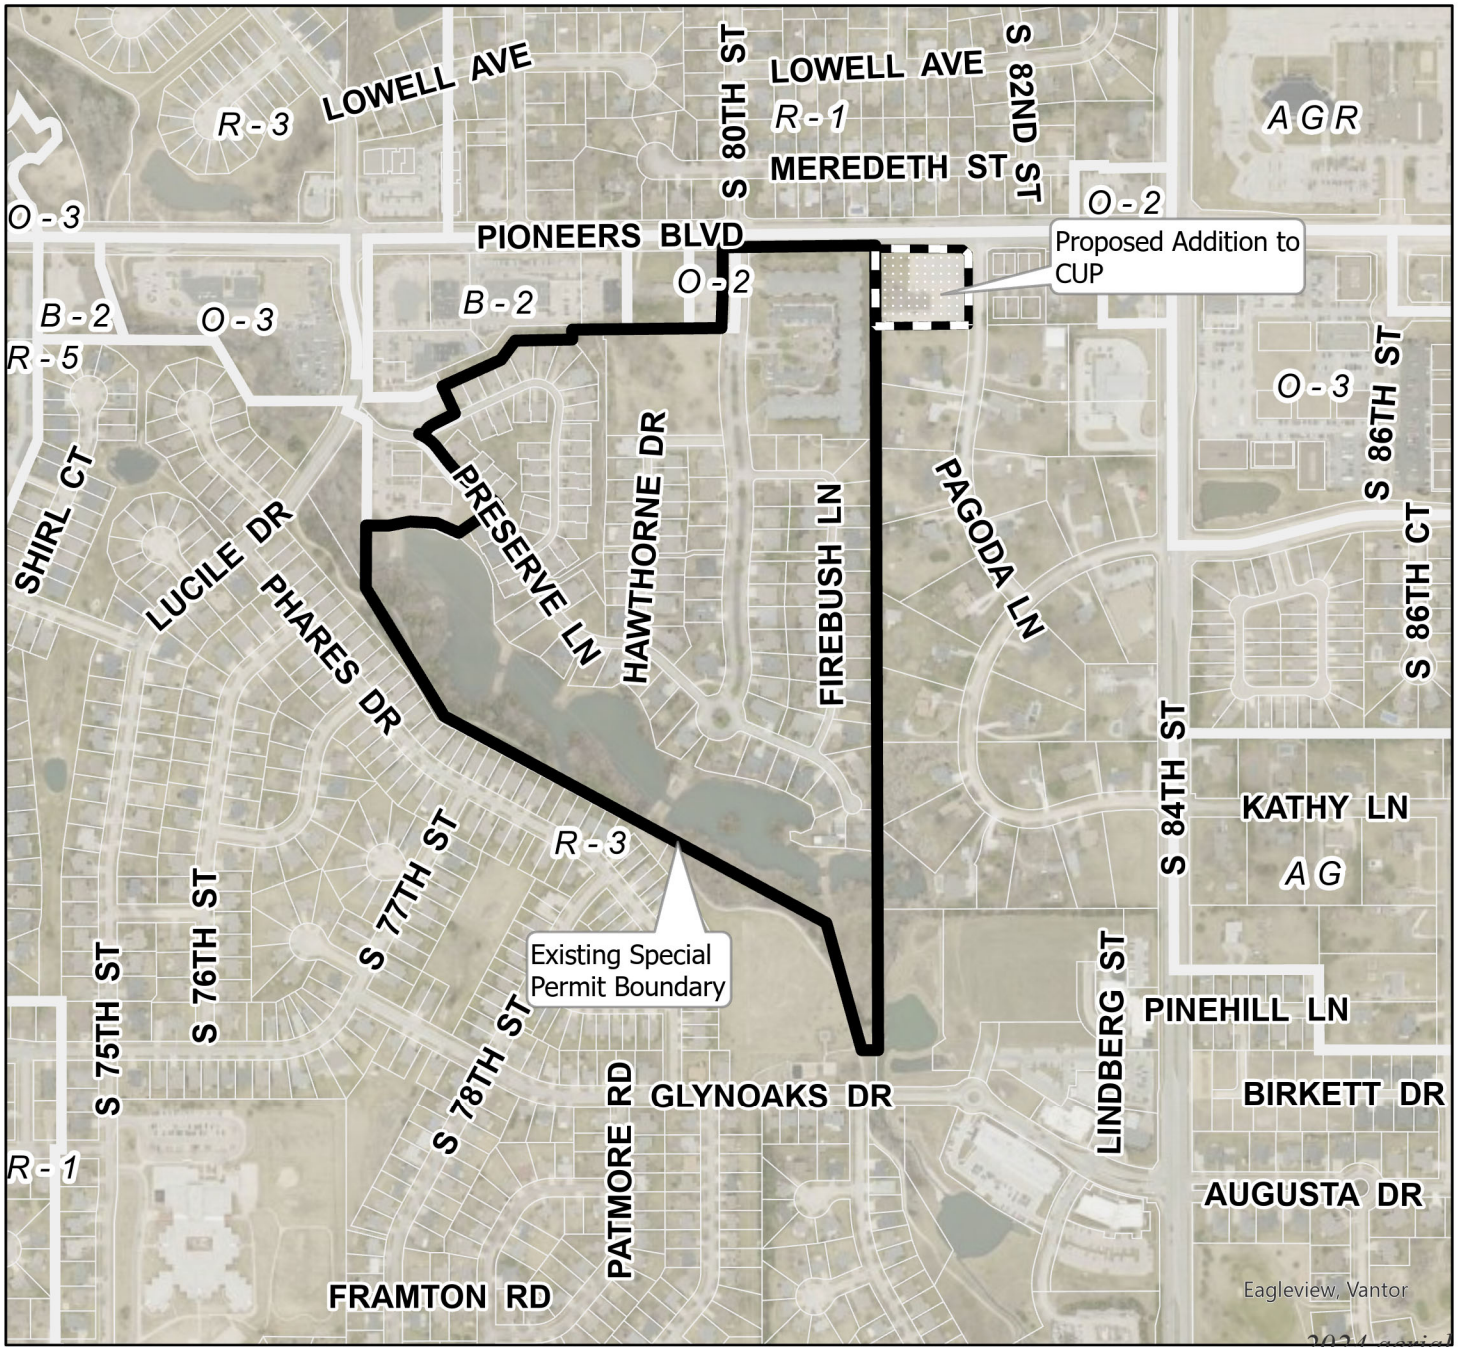 LOWELL AVE
S 80TH ST
LOWELL AVE
S 82ND ST
R - 3
R - 1
A G R
MEREDETH ST
O - 3
O - 2
PIONEERS BLVD
Proposed Addition to
CUP
O - 2
B - 2
B - 2
O - 3
R - 5
O - 3
S 86TH ST
SHIRL CT
LUCILE DR
PRESERVE LN
HAWTHORNE DR
FIREBUSH LN
PAGODA LN
S 86TH CT
PHARES DR
S 84TH ST
KATHY LN
R - 3
A G
S 77TH ST
S 76TH ST
S 75TH ST
Existing Special
Permit Boundary
S 78TH ST
LINDBERG ST
PINEHILL LN
PATMORE RD
GLYNOAKS DR
BIRKETT DR
R - 1
AUGUSTA DR
FRAMTON RD
Eagleview, Vantor
2024 aerial